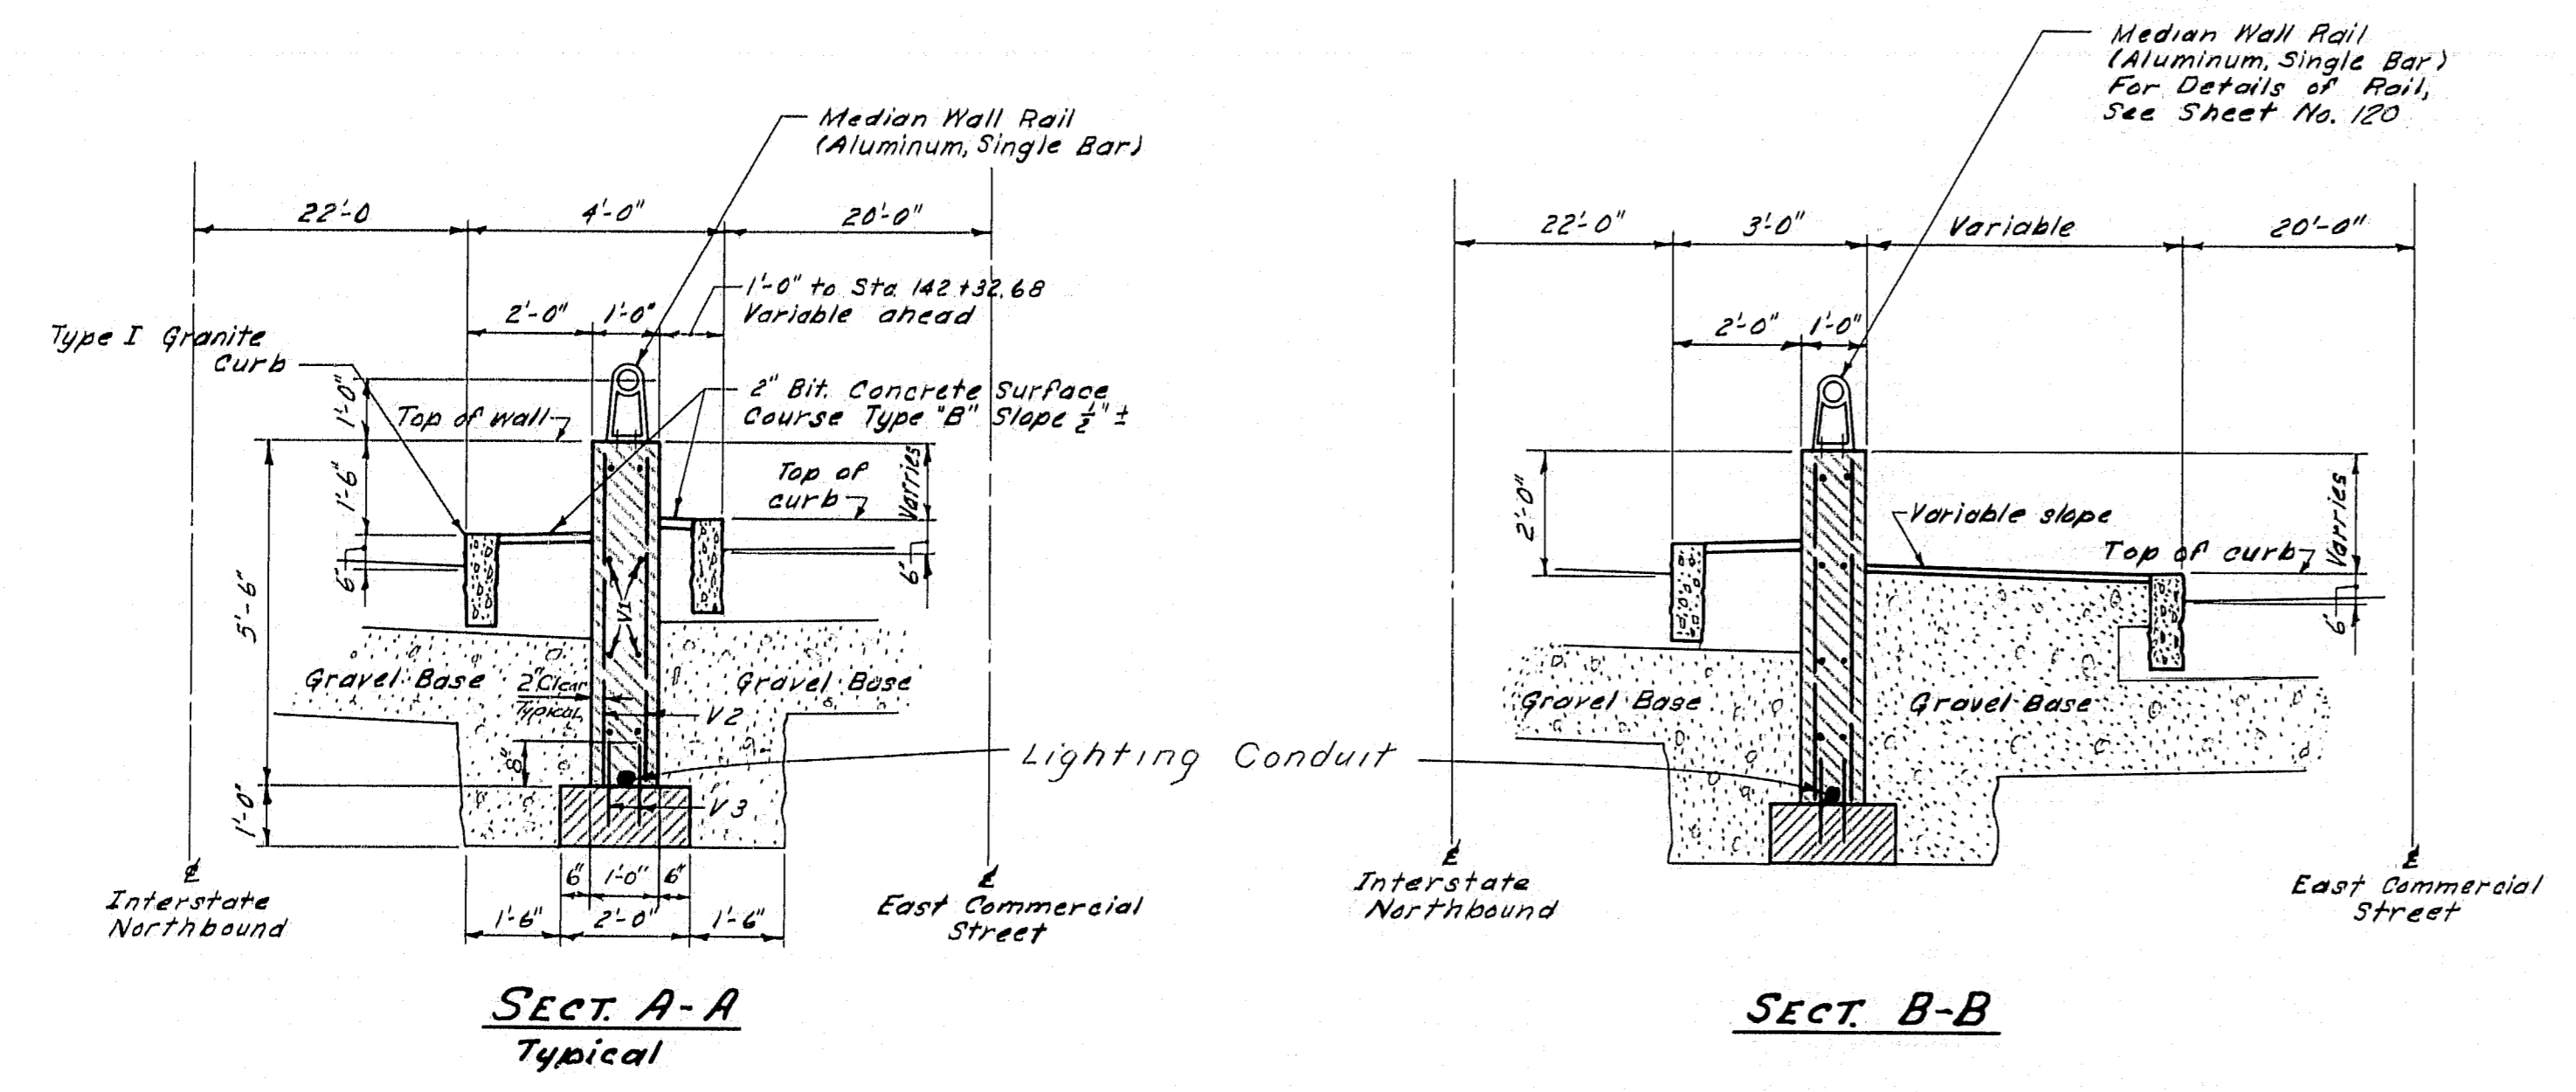 Median Wall Rail
(Aluminum, Single Bar)
22'-0
4'-0"
20'-0"
1'-0" to Sta. 142+32.68
Variable ahead
2'-0"
1'-0"
Type I Granite
Curb
1'-0"
Top of wall
2" Bit. Concrete Surface
Course Type "B" Slope 1/2" ±
1'-6"
Top of
curb
Varries
6"
6"
5'-6"
V1
Gravel Base
2" Clear
Typical
Gravel Base
V2
8"
Lighting Conduit
1'-0"
V3
6"
1'-0"
6"
1'-6"
2'-0"
1'-6"
℄
Interstate
Northbound
℄
East Commercial
Street
SECT. A-A
Typical
Median Wall Rail
(Aluminum, Single Bar)
For Details of Rail,
See Sheet No. 120
22'-0"
3'-0"
Variable
20'-0"
2'-0"
1'-0"
2'-0"
Variable slope
Top of curb
Varries
6"
Gravel Base
Gravel Base
℄
Interstate
Northbound
℄
East Commercial
Street
SECT. B-B